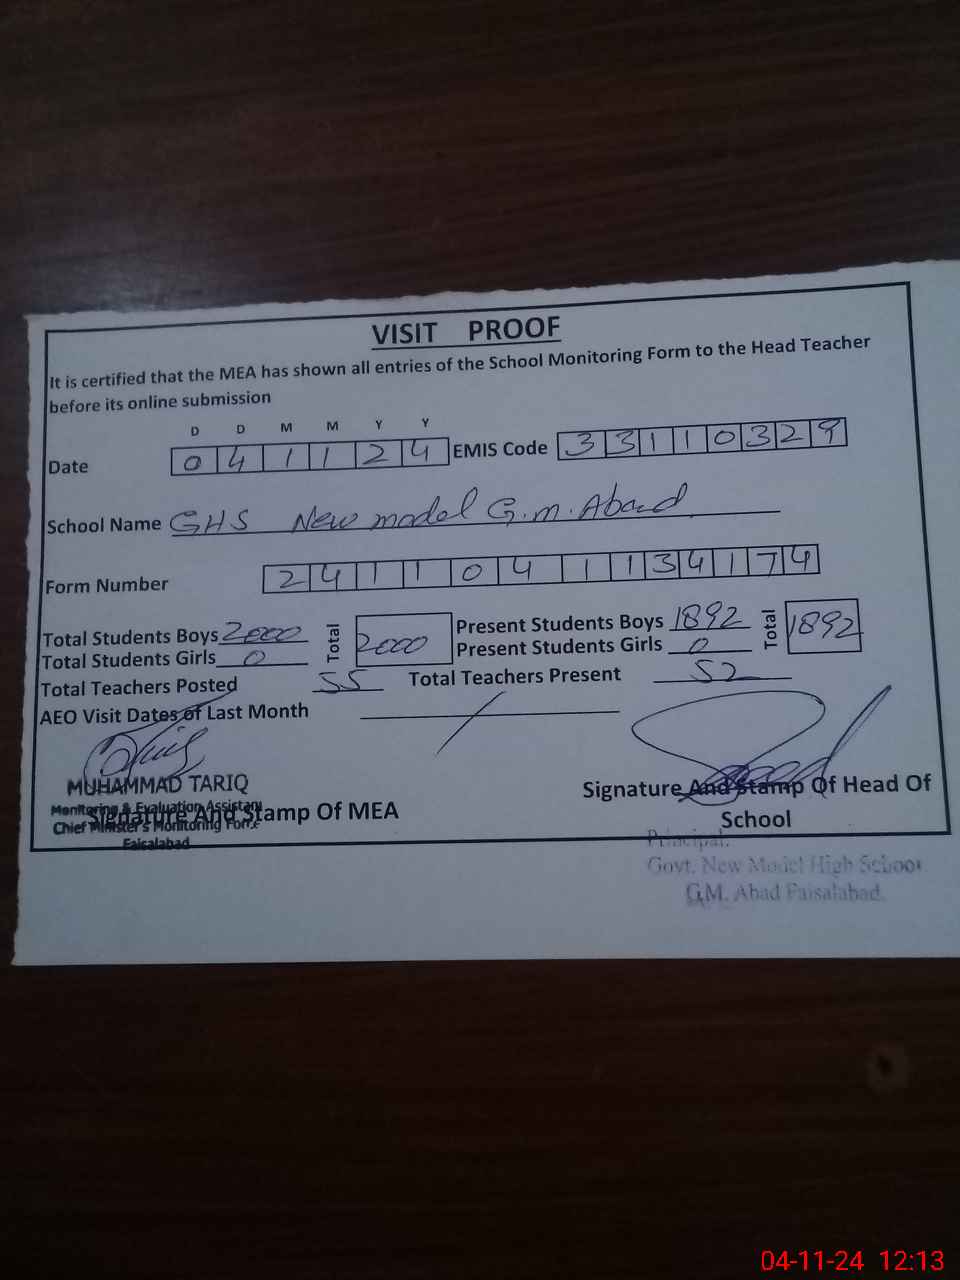 VISIT PROOF
It is certified that the MEA has shown all entries of the School Monitoring Form to the Head Teacher
before its online submission
D D M M Y Y
Date 0 4 1 1 2 4 EMIS Code 3 3 1 1 0 3 2 9
School Name GHS New model G.m.Abad
Form Number 2 4 1 1 0 4 1 1 3 4 1 7 4
Total Students Boys 2000 Total 2000 Present Students Boys 1892 Total 1892
Total Students Girls 0 Present Students Girls 0
Total Teachers Posted 55 Total Teachers Present 52
AEO Visit Dates of Last Month
MUHAMMAD TARIQ
Monitoring & Evaluation Assistant
Chief Minister's Monitoring Force
Faisalabad
Signature And Stamp Of MEA
Signature And Stamp Of Head Of
School
Principal.
Govt. New Model High School
G.M. Abad Faisalabad.
04-11-24 12:13